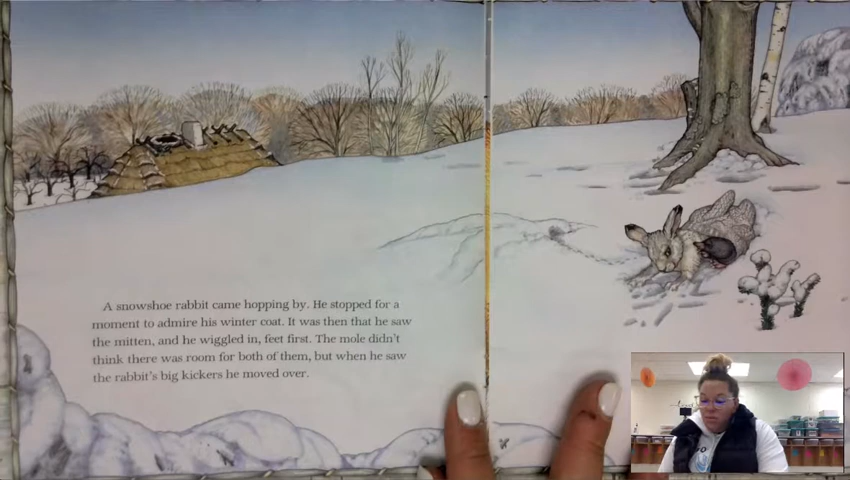 A snowshoe rabbit came hopping by. He stopped for a
moment to admire his winter coat. It was then that he saw
the mitten, and he wiggled in, feet first. The mole didn't
think there was room for both of them, but when he saw
the rabbit's big kickers he moved over.